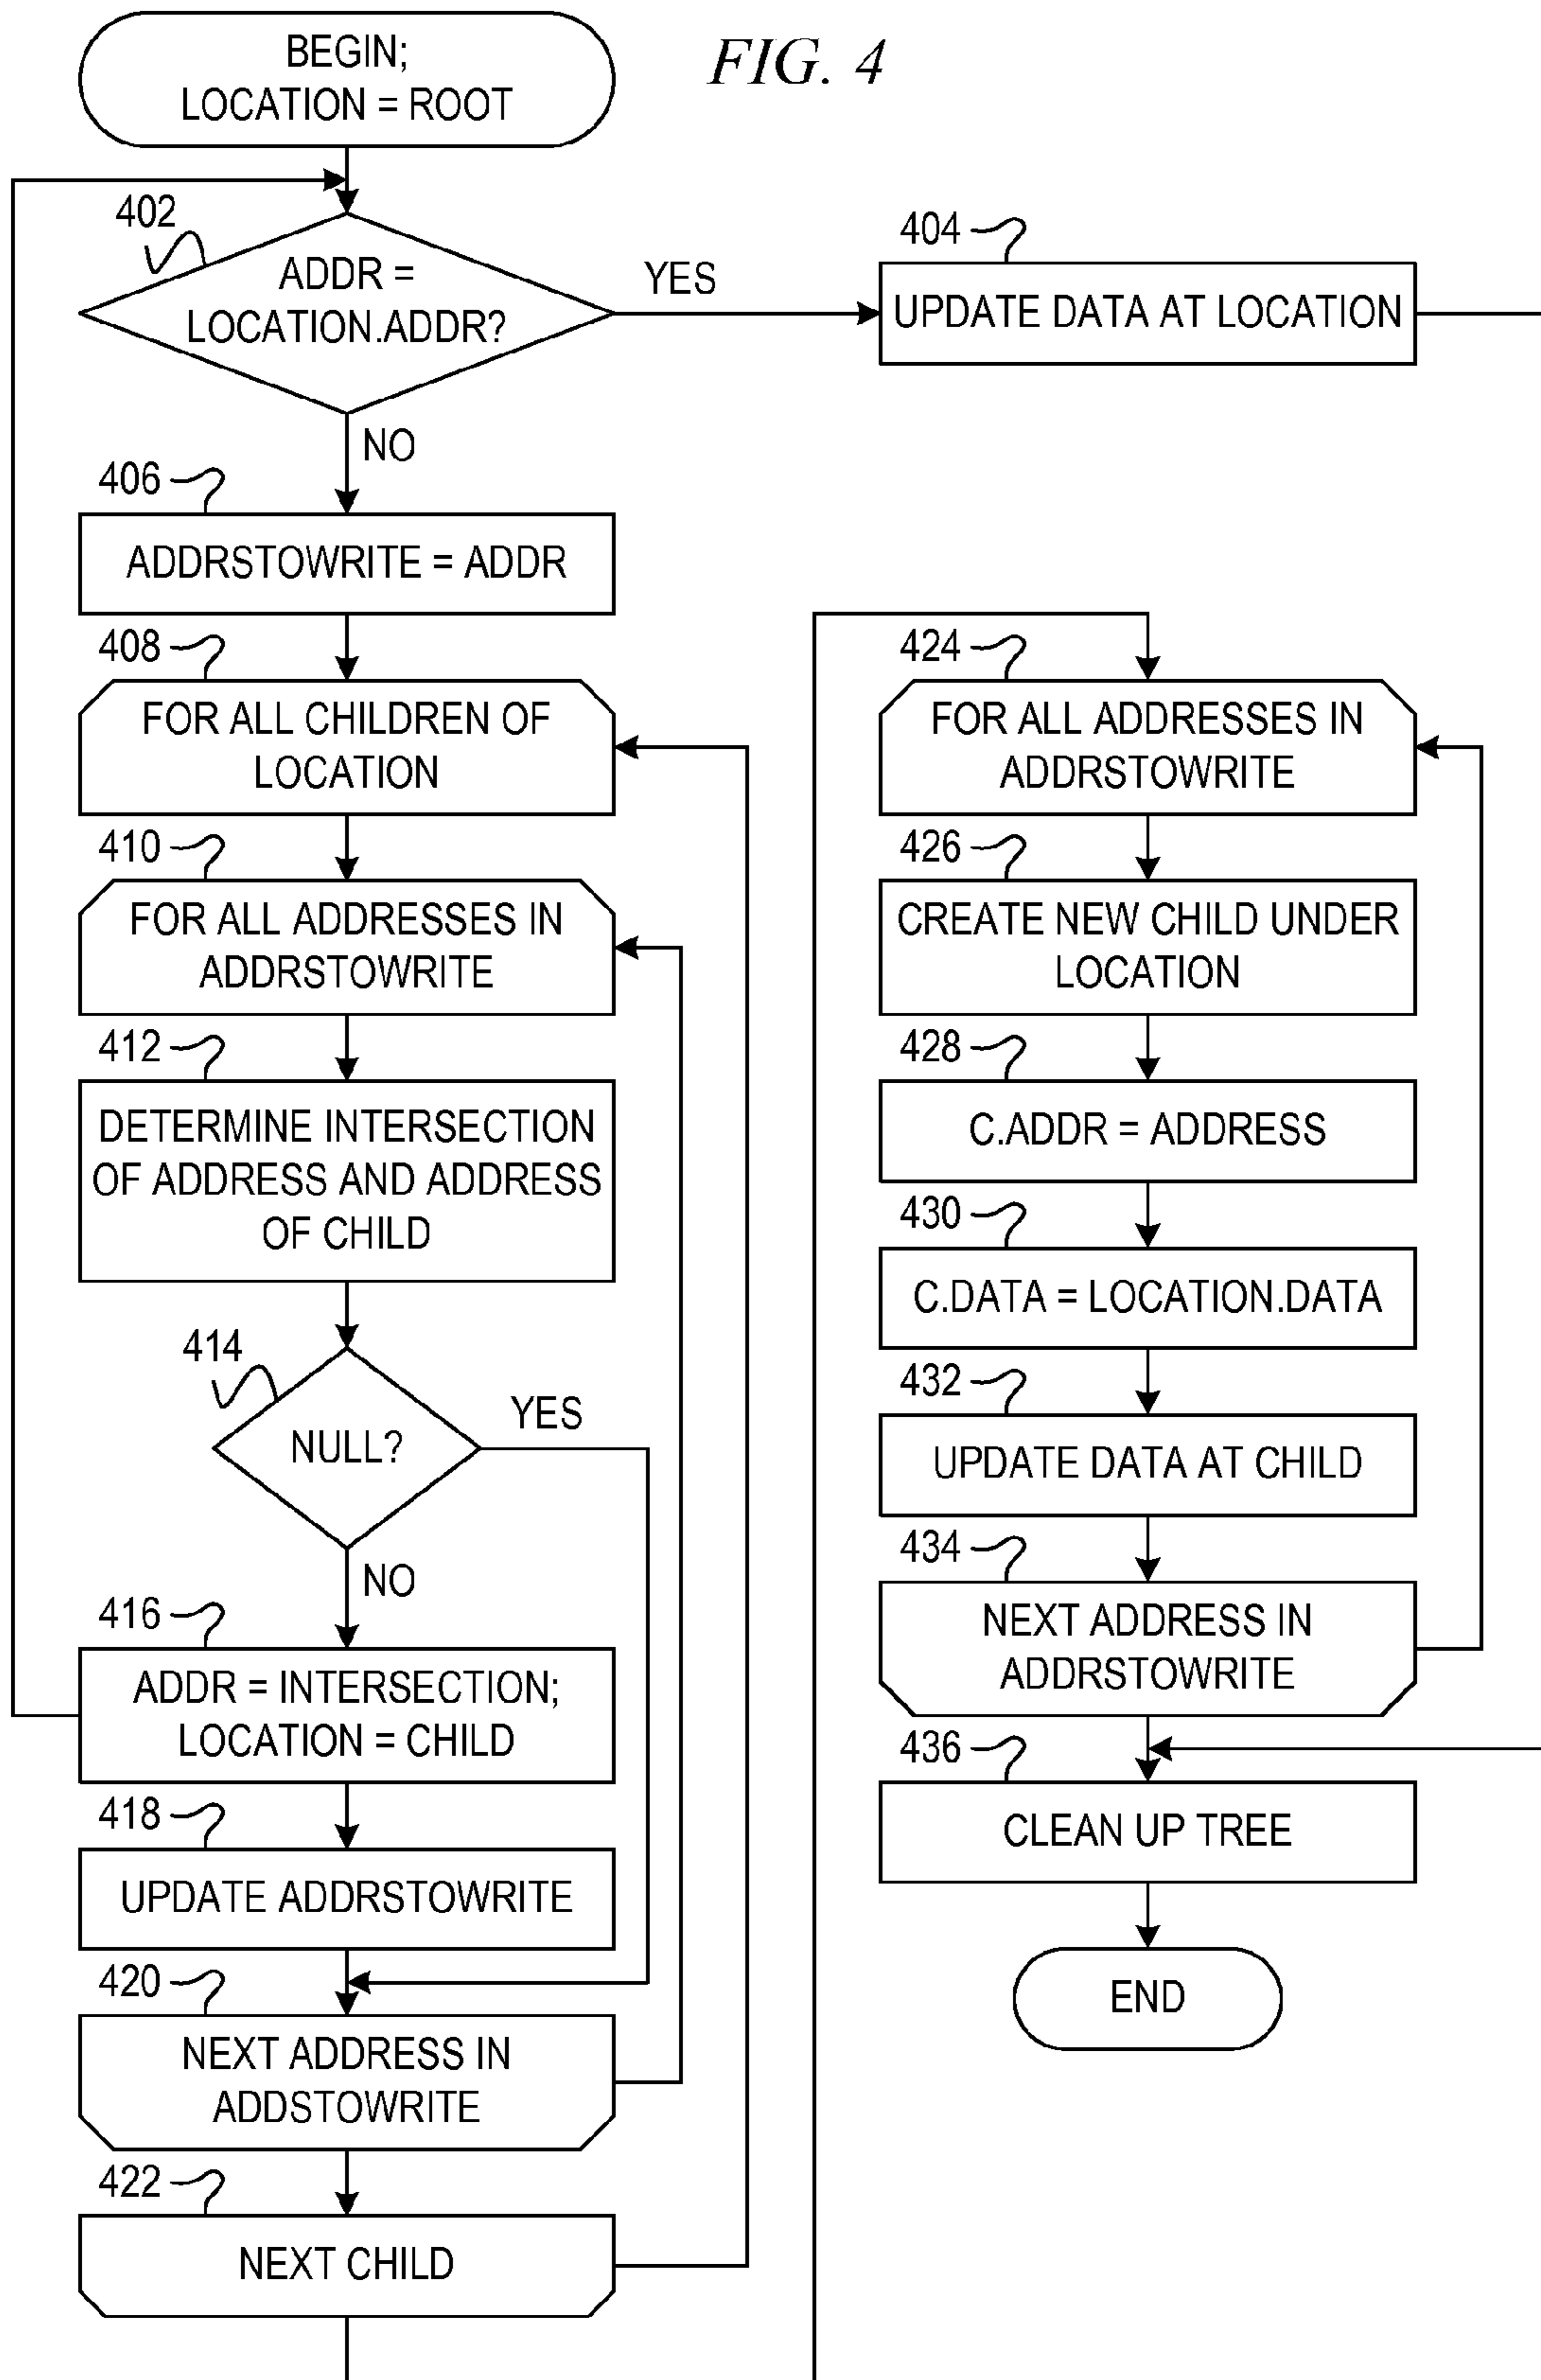 FIG. 4
BEGIN;
LOCATION = ROOT
402
ADDR =
LOCATION.ADDR?
YES
NO
404
UPDATE DATA AT LOCATION
406
ADDRSTOWRITE = ADDR
408
FOR ALL CHILDREN OF
LOCATION
410
FOR ALL ADDRESSES IN
ADDRSTOWRITE
412
DETERMINE INTERSECTION
OF ADDRESS AND ADDRESS
OF CHILD
414
NULL?
YES
NO
416
ADDR = INTERSECTION;
LOCATION = CHILD
418
UPDATE ADDRSTOWRITE
420
NEXT ADDRESS IN
ADDSTOWRITE
422
NEXT CHILD
424
FOR ALL ADDRESSES IN
ADDRSTOWRITE
426
CREATE NEW CHILD UNDER
LOCATION
428
C.ADDR = ADDRESS
430
C.DATA = LOCATION.DATA
432
UPDATE DATA AT CHILD
434
NEXT ADDRESS IN
ADDRSTOWRITE
436
CLEAN UP TREE
END